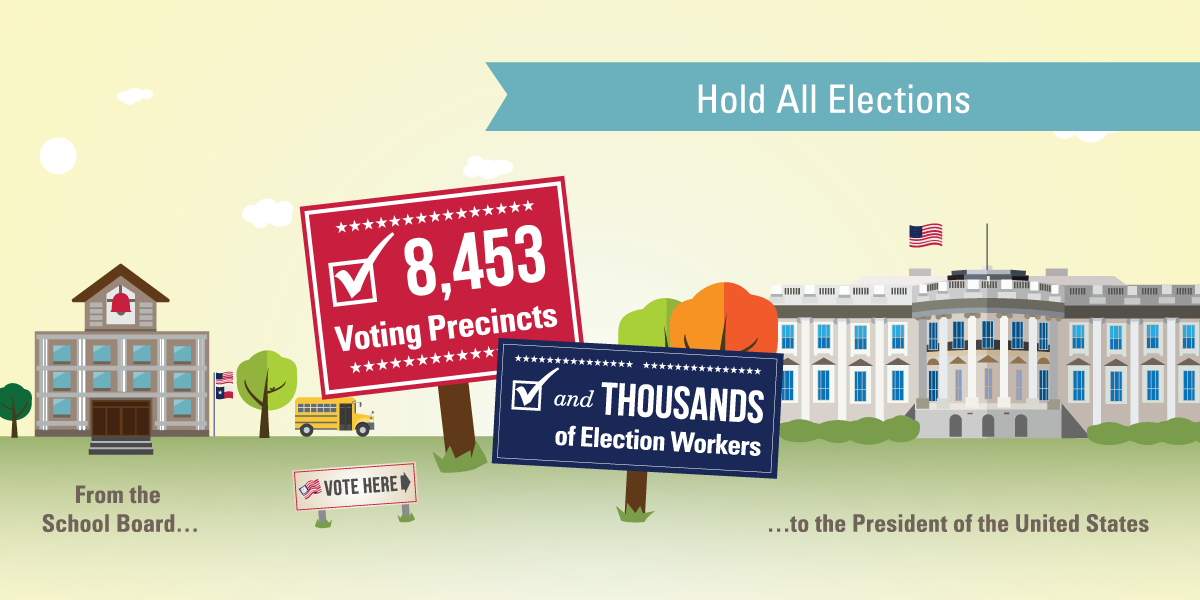 Hold All Elections
8,453
Voting Precincts
and THOUSANDS
of Election Workers
VOTE HERE
From the
School Board...
...to the President of the United States